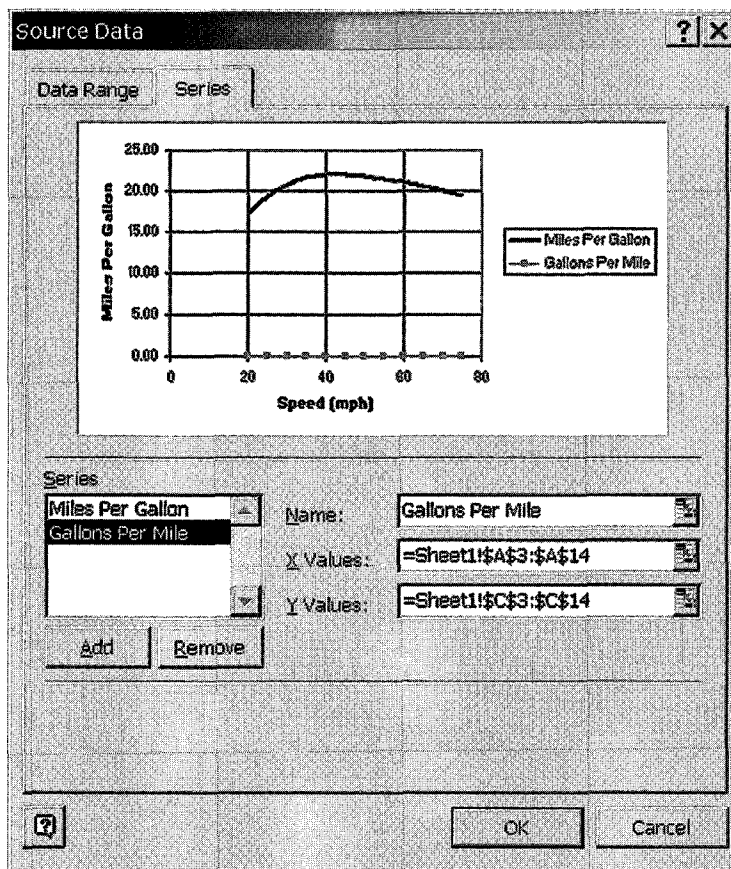 Source Data
Data Range Series
25.00
20.00
15.00
10.00
5.00
0.00
0 20 40 60 80
Miles Per Gallon
Speed (mph)
Miles Per Gallon
Gallons Per Mile
Series
Miles Per Gallon
Gallons Per Mile
Name: Gallons Per Mile
X Values: =Sheet1!$A$3:$A$14
Y Values: =Sheet1!$C$3:$C$14
Add Remove
OK Cancel